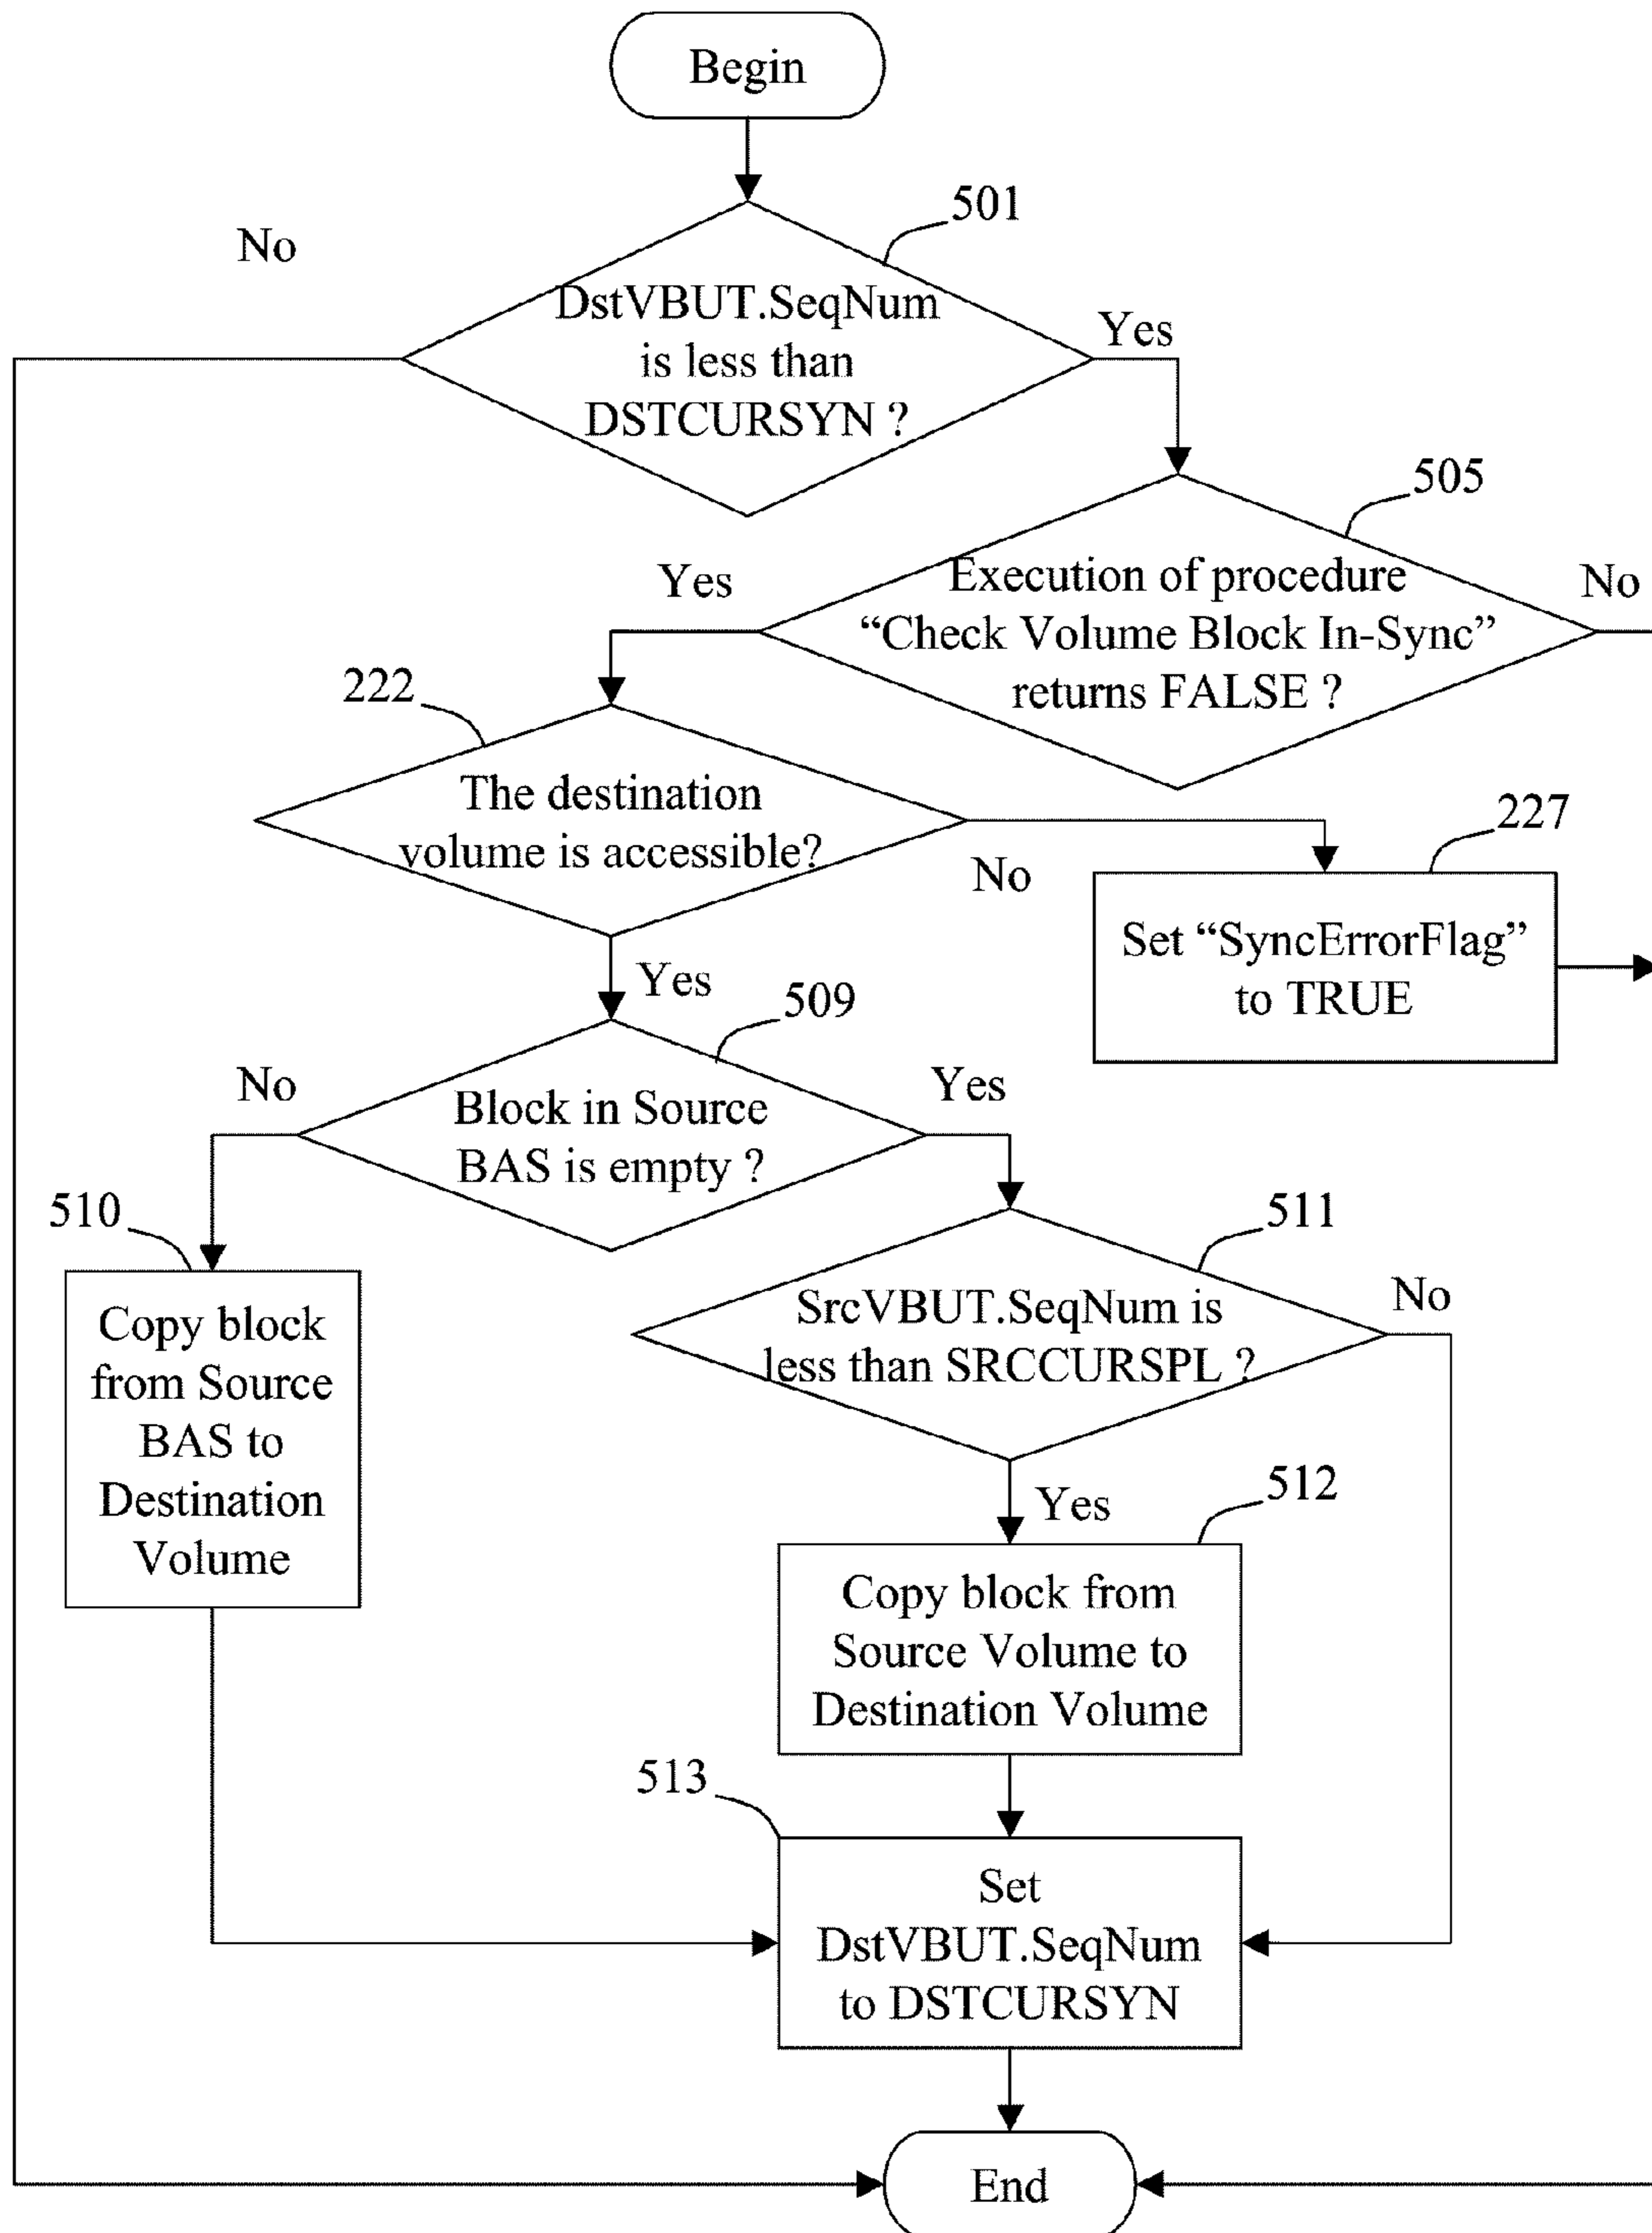 Begin
501
No
DstVBUT.SeqNum
is less than
DSTCURSYN ?
Yes
505
Execution of procedure
“Check Volume Block In-Sync”
returns FALSE ?
Yes
No
222
The destination
volume is accessible?
No
227
Set “SyncErrorFlag”
to TRUE
Yes
509
No
Block in Source
BAS is empty ?
Yes
510
Copy block
from Source
BAS to
Destination
Volume
511
SrcVBUT.SeqNum is
less than SRCCURSPL ?
No
Yes
512
Copy block from
Source Volume to
Destination Volume
513
Set
DstVBUT.SeqNum
to DSTCURSYN
End